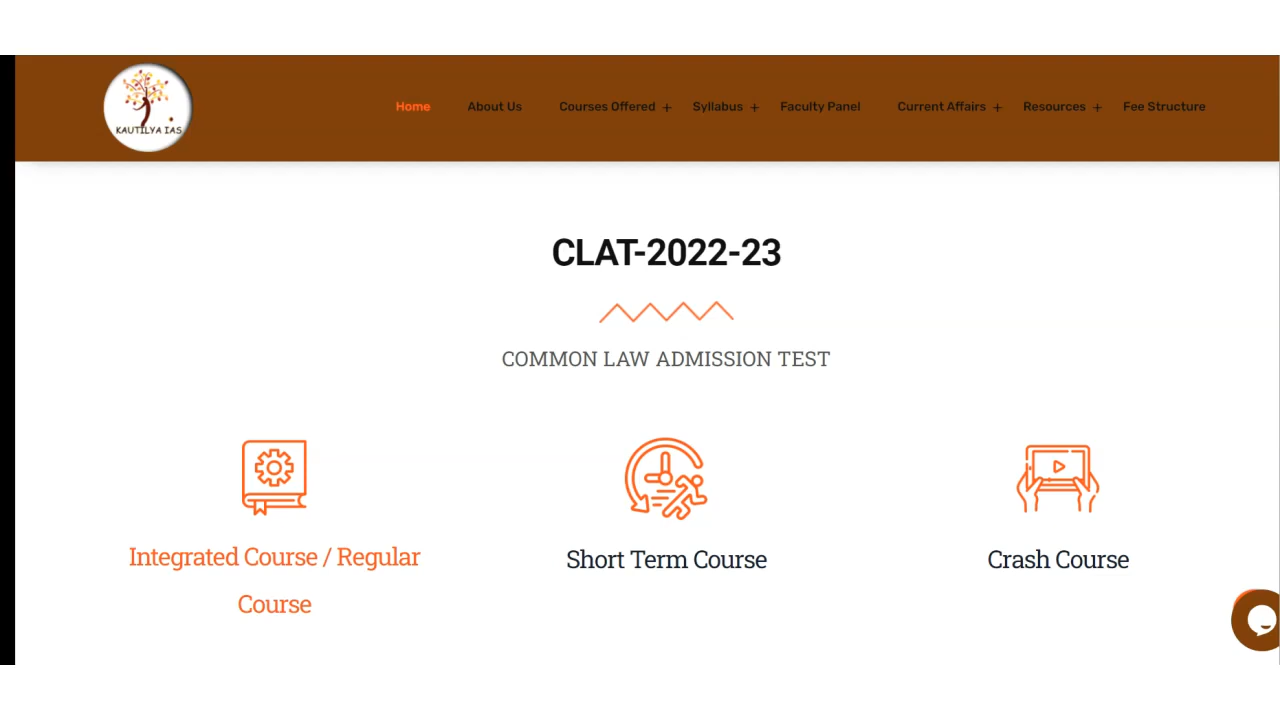 KAUTILYA IAS
Home About Us Courses Offered + Syllabus + Faculty Panel Current Affairs + Resources + Fee Structure
CLAT-2022-23
COMMON LAW ADMISSION TEST
Integrated Course / Regular
Course
Short Term Course
Crash Course